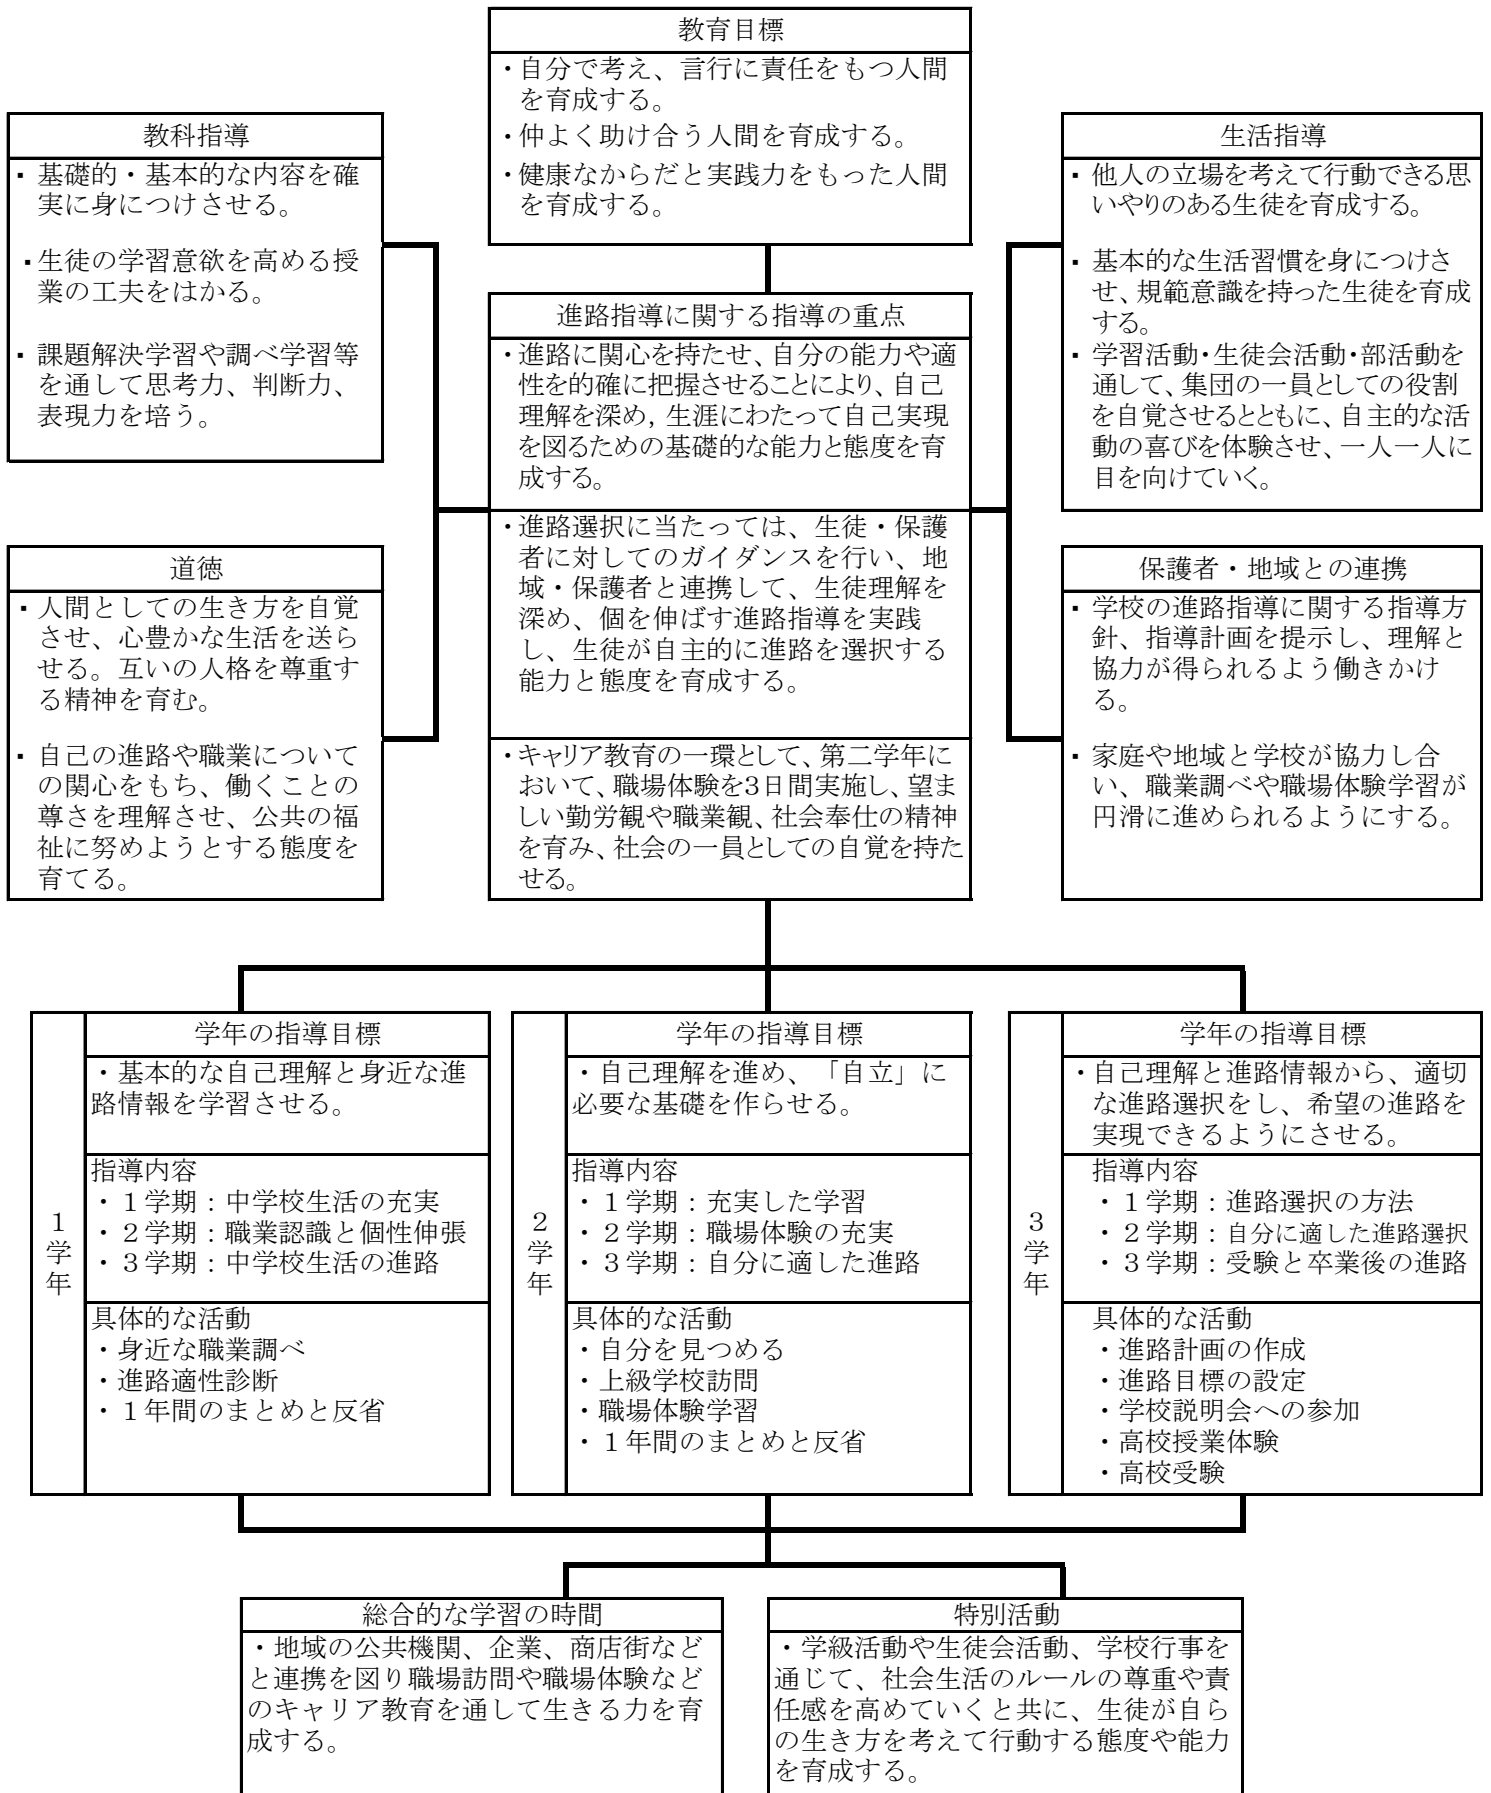 教育目標
・自分で考え、言行に責任をもつ人間
を育成する。
・仲よく助け合う人間を育成する。
・健康なからだと実践力をもった人間
を育成する。
教科指導
▪ 基礎的・基本的な内容を確
実に身につけさせる。
▪生徒の学習意欲を高める授
業の工夫をはかる。
▪ 課題解決学習や調べ学習等
を通して思考力、判断力、
表現力を培う。
生活指導
▪ 他人の立場を考えて行動できる思
いやりのある生徒を育成する。
▪ 基本的な生活習慣を身につけさ
せ、規範意識を持った生徒を育成
する。
▪ 学習活動・生徒会活動・部活動を
通して、集団の一員としての役割
を自覚させるとともに、自主的な活
動の喜びを体験させ、一人一人に
目を向けていく。
進路指導に関する指導の重点
・進路に関心を持たせ、自分の能力や適
性を的確に把握させることにより、自己
理解を深め，生涯にわたって自己実現
を図るための基礎的な能力と態度を育
成する。
・進路選択に当たっては、生徒・保護
者に対してのガイダンスを行い、地
域・保護者と連携して、生徒理解を
深め、個を伸ばす進路指導を実践
し、生徒が自主的に進路を選択する
能力と態度を育成する。
・キャリア教育の一環として、第二学年に
おいて、職場体験を3日間実施し、望ま
しい勤労観や職業観、社会奉仕の精神
を育み、社会の一員としての自覚を持た
せる。
道徳
▪ 人間としての生き方を自覚
させ、心豊かな生活を送ら
せる。互いの人格を尊重す
る精神を育む。
▪ 自己の進路や職業について
の関心をもち、働くことの
尊さを理解させ、公共の福
祉に努めようとする態度を
育てる。
保護者・地域との連携
▪ 学校の進路指導に関する指導方
針、指導計画を提示し、理解と
協力が得られるよう働きかけ
る。
▪ 家庭や地域と学校が協力し合
い、職業調べや職場体験学習が
円滑に進められるようにする。
１学年
学年の指導目標
・基本的な自己理解と身近な進
路情報を学習させる。
指導内容
・１学期：中学校生活の充実
・２学期：職業認識と個性伸張
・３学期：中学校生活の進路
具体的な活動
・身近な職業調べ
・進路適性診断
・１年間のまとめと反省
２学年
学年の指導目標
・自己理解を進め、「自立」に
必要な基礎を作らせる。
指導内容
・１学期：充実した学習
・２学期：職場体験の充実
・３学期：自分に適した進路
具体的な活動
・自分を見つめる
・上級学校訪問
・職場体験学習
・１年間のまとめと反省
３学年
学年の指導目標
・自己理解と進路情報から、適切
な進路選択をし、希望の進路を
実現できるようにさせる。
指導内容
・１学期：進路選択の方法
・２学期：自分に適した進路選択
・３学期：受験と卒業後の進路
具体的な活動
・進路計画の作成
・進路目標の設定
・学校説明会への参加
・高校授業体験
・高校受験
総合的な学習の時間
・地域の公共機関、企業、商店街など
と連携を図り職場訪問や職場体験など
のキャリア教育を通して生きる力を育
成する。
特別活動
・学級活動や生徒会活動、学校行事を
通じて、社会生活のルールの尊重や責
任感を高めていくと共に、生徒が自ら
の生き方を考えて行動する態度や能力
を育成する。